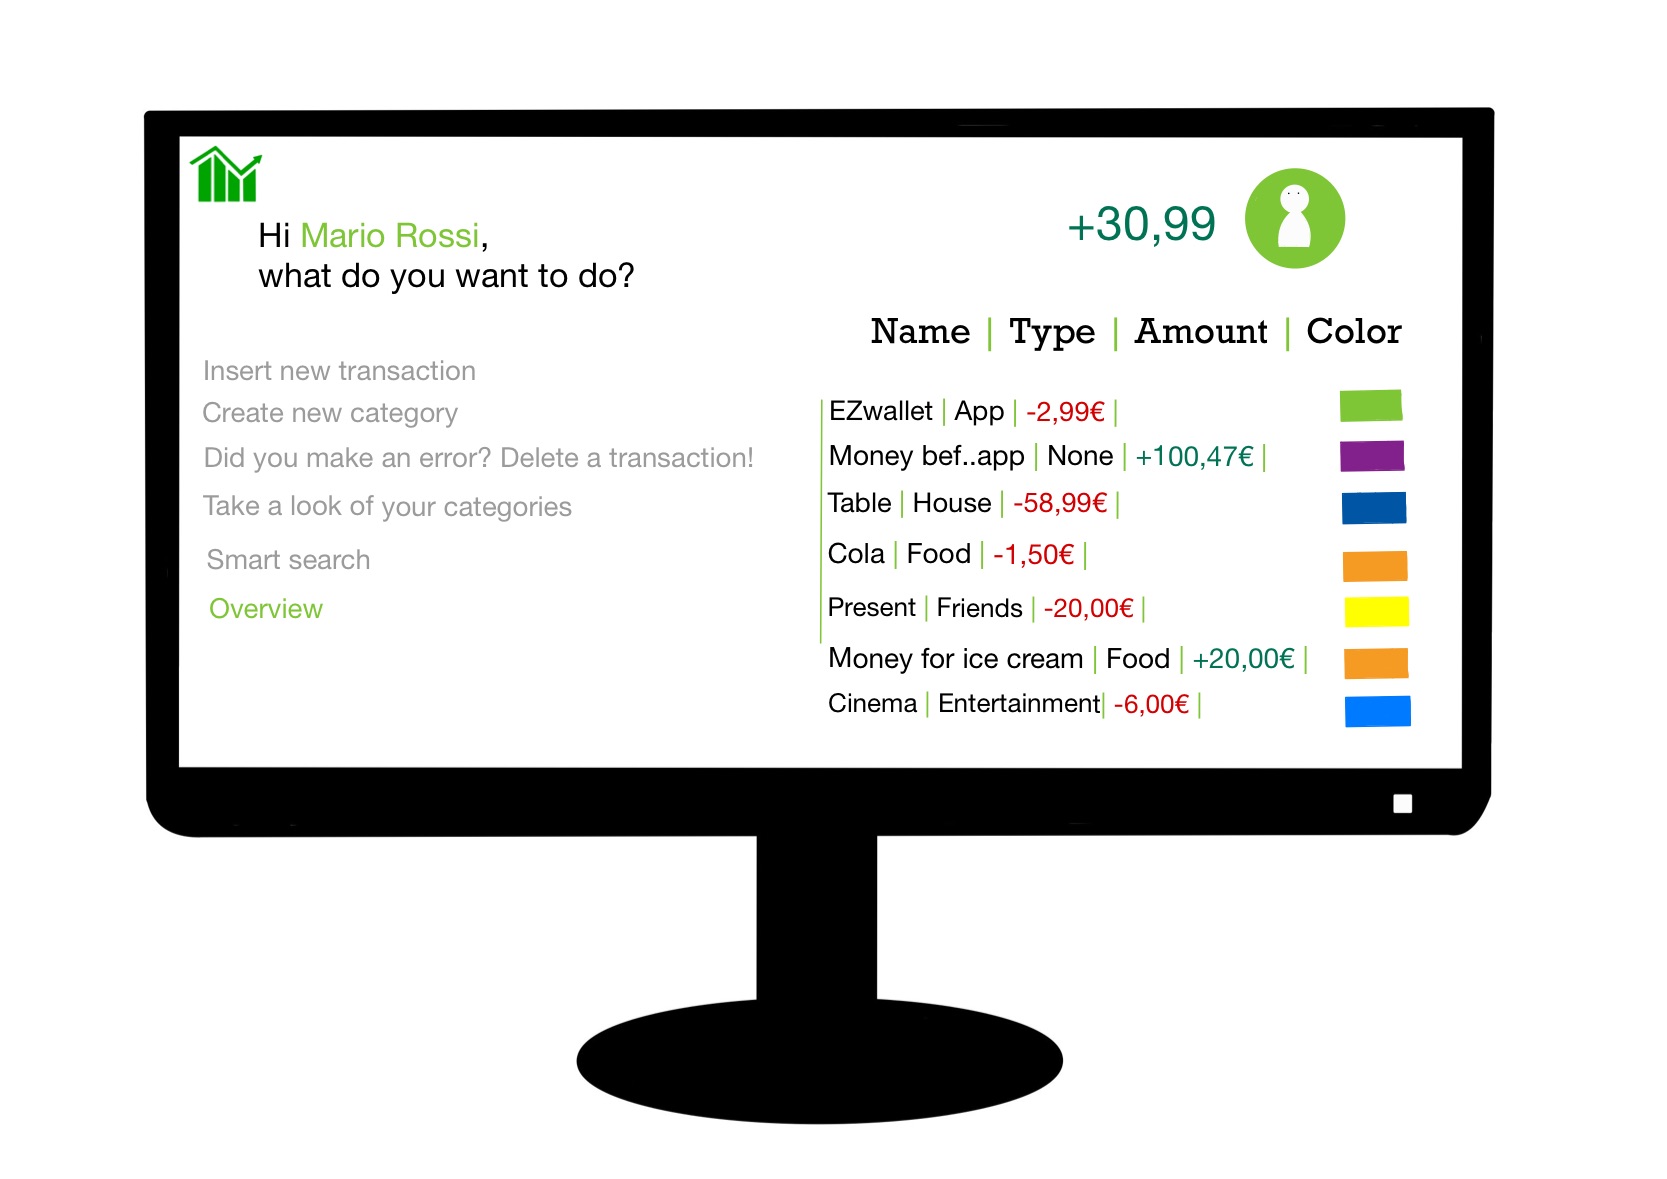 Hi Mario Rossi,
what do you want to do?
+30,99
Insert new transaction
Create new category
Did you make an error? Delete a transaction!
Take a look of your categories
Smart search
Overview
Name | Type | Amount | Color
EZwallet | App | -2,99€ |
Money bef..app | None | +100,47€ |
Table | House | -58,99€ |
Cola | Food | -1,50€ |
Present | Friends | -20,00€ |
Money for ice cream | Food | +20,00€ |
Cinema | Entertainment| -6,00€ |